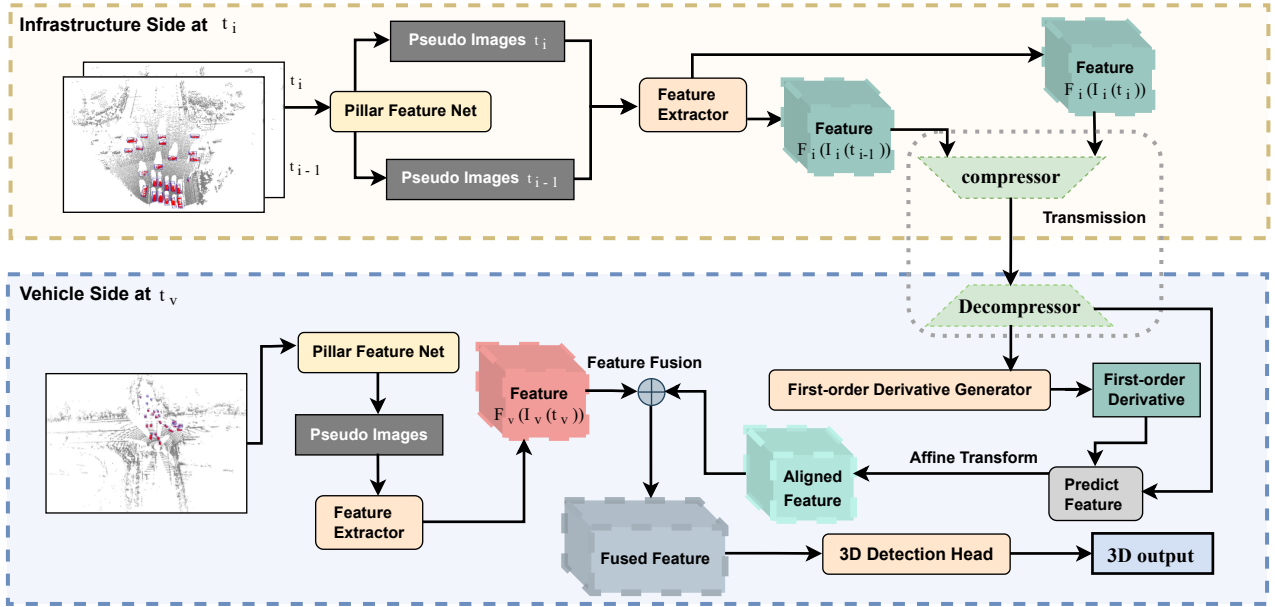 Infrastructure Side at t i
t i
t i - 1
Pillar Feature Net
Pseudo Images t i
Pseudo Images t i - 1
Feature
Extractor
Feature
F i (I i (t i-1))
Feature
F i (I i (t i))
compressor
Transmission
Vehicle Side at t v
Decompressor
Pillar Feature Net
Pseudo Images
Feature
Extractor
Feature
F v (I v (t v))
Feature Fusion
First-order Derivative Generator
First-order
Derivative
Predict
Feature
Affine Transform
Aligned
Feature
Fused Feature
3D Detection Head
3D output